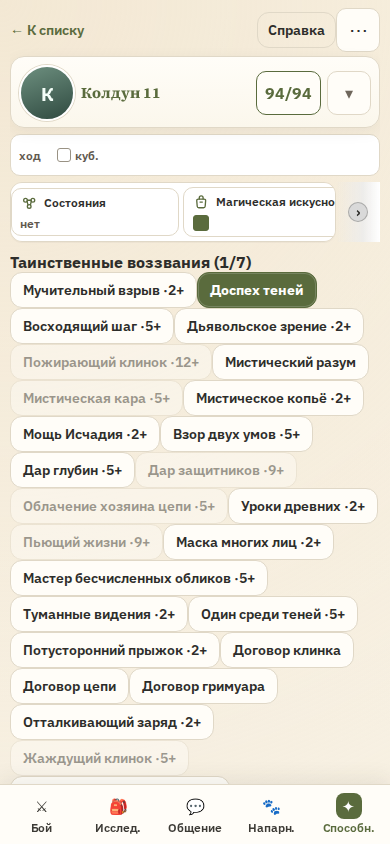 ← К списку
Справка
···
К
Колдун 11
94/94
▼
ход
куб.
Состояния
нет
Магическая искусно
›
Таинственные воззвания (1/7)
Мучительный взрыв ·2+
Доспех теней
Восходящий шаг ·5+
Дьявольское зрение ·2+
Пожирающий клинок ·12+
Мистический разум
Мистическая кара ·5+
Мистическое копьё ·2+
Мощь Исчадия ·2+
Взор двух умов ·5+
Дар глубин ·5+
Дар защитников ·9+
Облачение хозяина цепи ·5+
Уроки древних ·2+
Пьющий жизни ·9+
Маска многих лиц ·2+
Мастер бесчисленных обликов ·5+
Туманные видения ·2+
Один среди теней ·5+
Потусторонний прыжок ·2+
Договор клинка
Договор цепи
Договор гримуара
Отталкивающий заряд ·2+
Жаждущий клинок ·5+
Бой
Исслед.
Общение
Напарн.
Способн.